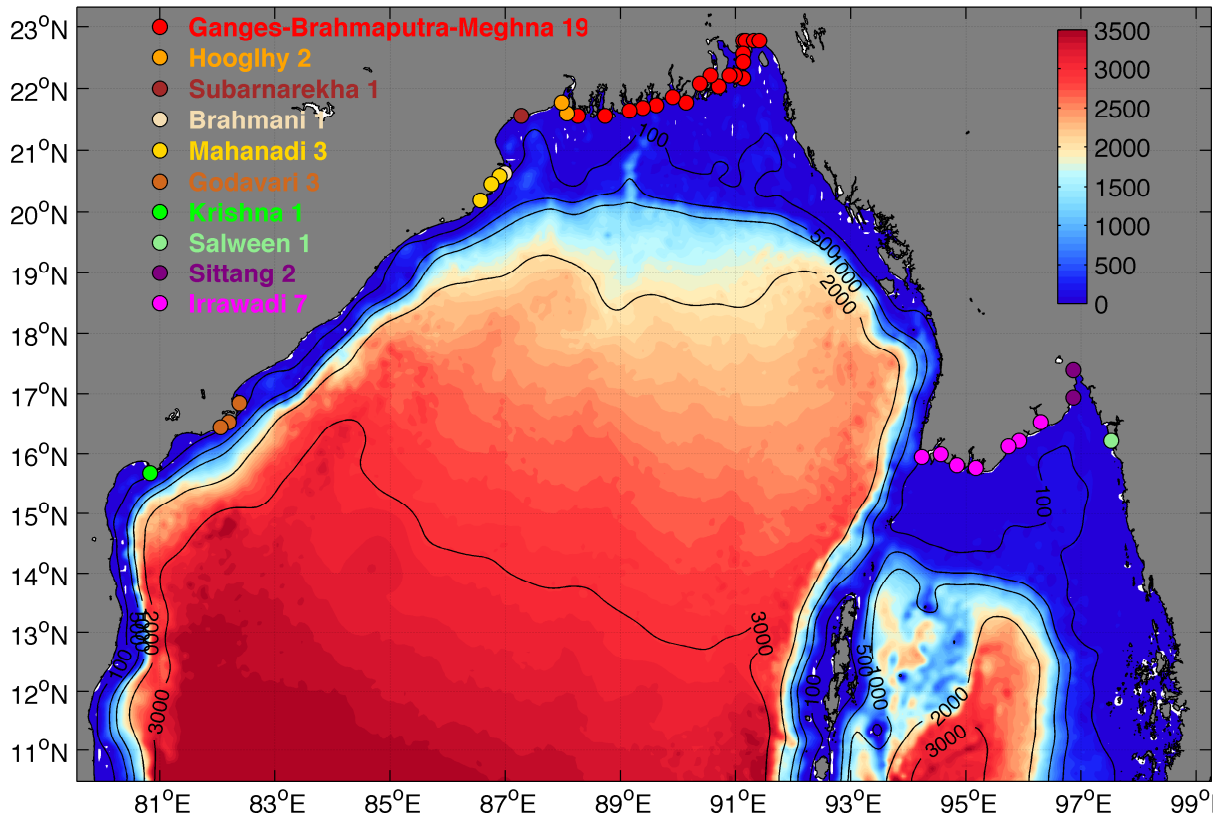 23°N
22°N
21°N
20°N
19°N
18°N
17°N
16°N
15°N
14°N
13°N
12°N
11°N
Ganges-Brahmaputra-Meghna 19
Hooglhy 2
Subarnarekha 1
Brahmani 1
Mahanadi 3
Godavari 3
Krishna 1
Salween 1
Sittang 2
Irrawadi 7
3500
3000
2500
2000
1500
1000
500
0
100
500
1000
2000
100
2000
3000
100
3000
3000
100
500
1000
2000
3000
81°E
83°E
85°E
87°E
89°E
91°E
93°E
95°E
97°E
99°